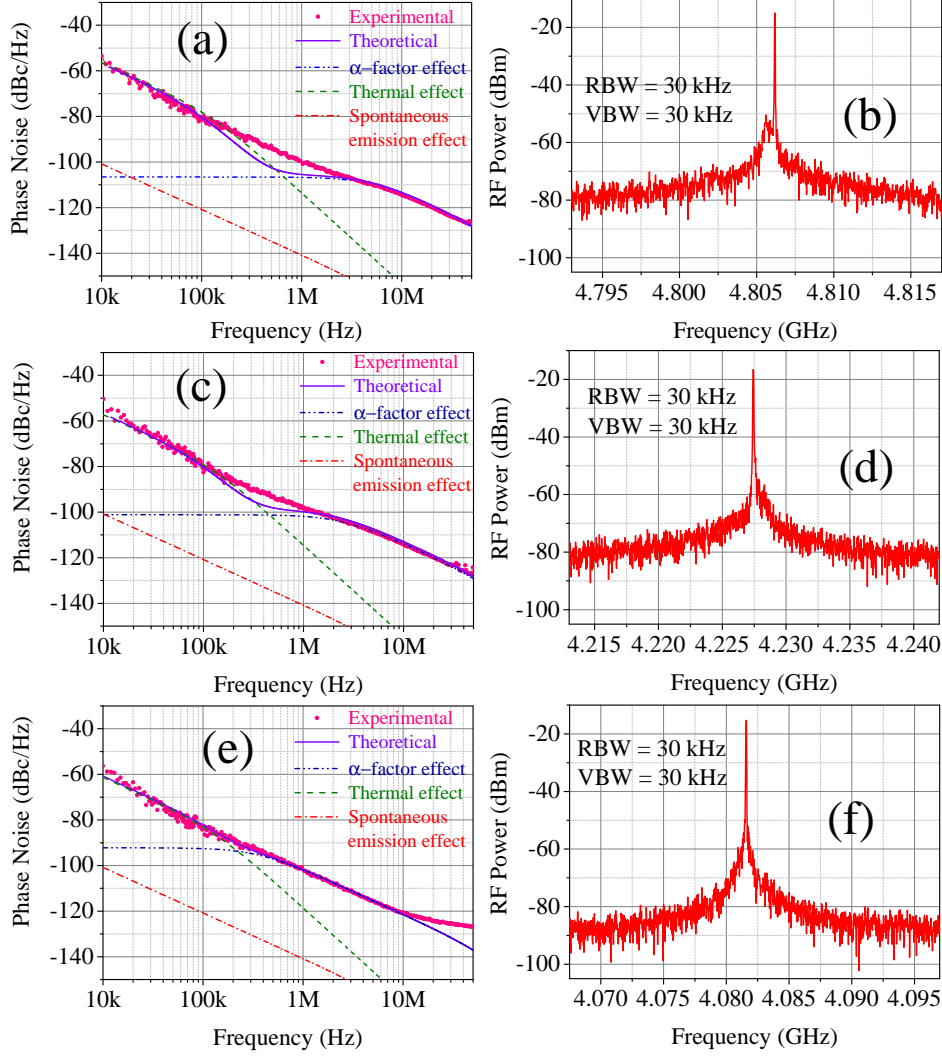 (a)
Phase Noise (dBc/Hz)
-40
-60
-80
-100
-120
-140
Experimental
Theoretical
α−factor effect
Thermal effect
Spontaneous
emission effect
10k 100k 1M 10M
Frequency (Hz)
(b)
RF Power (dBm)
-20
-40
-60
-80
-100
RBW = 30 kHz
VBW = 30 kHz
4.795 4.800 4.805 4.810 4.815
Frequency (GHz)
(c)
Phase Noise (dBc/Hz)
-40
-60
-80
-100
-120
-140
Experimental
Theoretical
α−factor effect
Thermal effect
Spontaneous
emission effect
10k 100k 1M 10M
Frequency (Hz)
(d)
RF Power (dBm)
-20
-40
-60
-80
-100
RBW = 30 kHz
VBW = 30 kHz
4.215 4.220 4.225 4.230 4.235 4.240
Frequency (GHz)
(e)
Phase Noise (dBc/Hz)
-40
-60
-80
-100
-120
-140
Experimental
Theoretical
α−factor effect
Thermal effect
Spontaneous
emission effect
10k 100k 1M 10M
Frequency (Hz)
(f)
RF Power (dBm)
-20
-40
-60
-80
-100
RBW = 30 kHz
VBW = 30 kHz
4.070 4.075 4.080 4.085 4.090 4.095
Frequency (GHz)